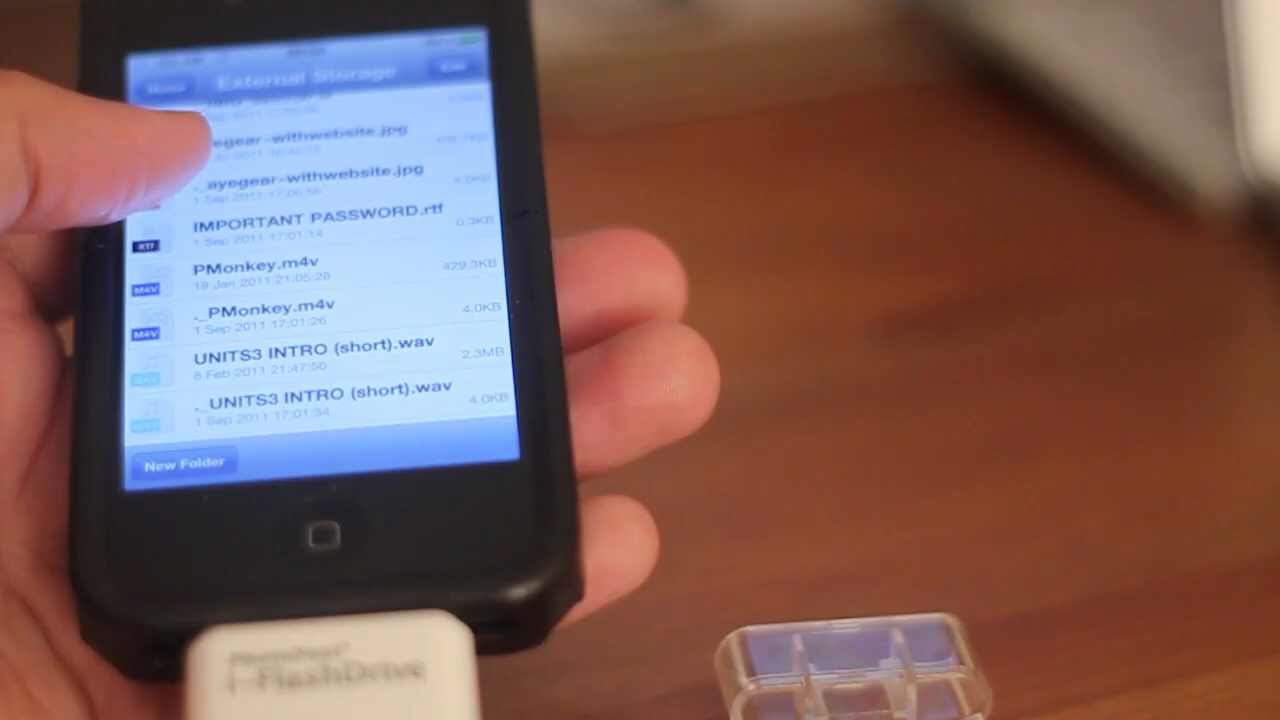 External Storage
Edit
egear-withwebsite.jpg
._ayegear-withwebsite.jpg
4.0KB
1 Sep 2011 17:00:56
IMPORTANT PASSWORD.rtf
0.3KB
1 Sep 2011 17:01:14
RTF
PMonkey.m4v
429.3KB
18 Jan 2011 21:05:28
M4V
._PMonkey.m4v
4.0KB
1 Sep 2011 17:01:26
M4V
UNITS3 INTRO (short).wav
2.3MB
8 Feb 2011 21:47:50
._UNITS3 INTRO (short).wav
4.0KB
1 Sep 2011 17:01:34
New Folder
i-FlashDrive